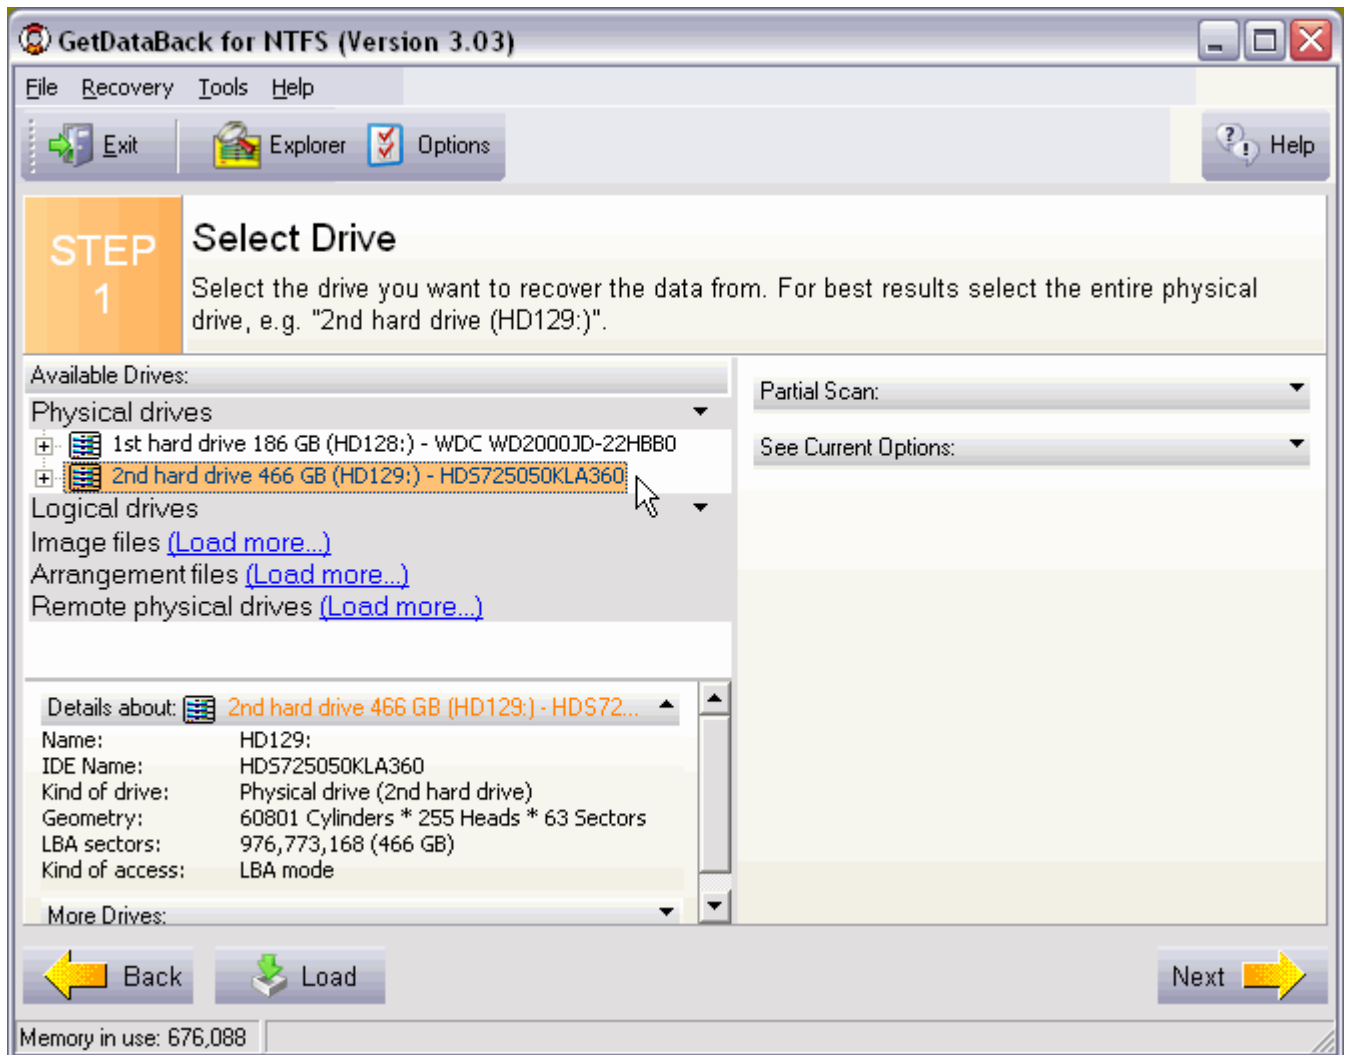 GetDataBack for NTFS (Version 3.03)
File Recovery Tools Help
Exit Explorer Options Help
STEP
1
Select Drive
Select the drive you want to recover the data from. For best results select the entire physical
drive, e.g. "2nd hard drive (HD129:)".
Available Drives:
Physical drives
1st hard drive 186 GB (HD128:) - WDC WD2000JD-22HBB0
2nd hard drive 466 GB (HD129:) - HDS725050KLA360
Logical drives
Image files (Load more...)
Arrangement files (Load more...)
Remote physical drives (Load more...)
Partial Scan:
See Current Options:
Details about: 2nd hard drive 466 GB (HD129:) - HDS72...
Name: HD129:
IDE Name: HDS725050KLA360
Kind of drive: Physical drive (2nd hard drive)
Geometry: 60801 Cylinders * 255 Heads * 63 Sectors
LBA sectors: 976,773,168 (466 GB)
Kind of access: LBA mode
More Drives:
Back Load Next
Memory in use: 676,088